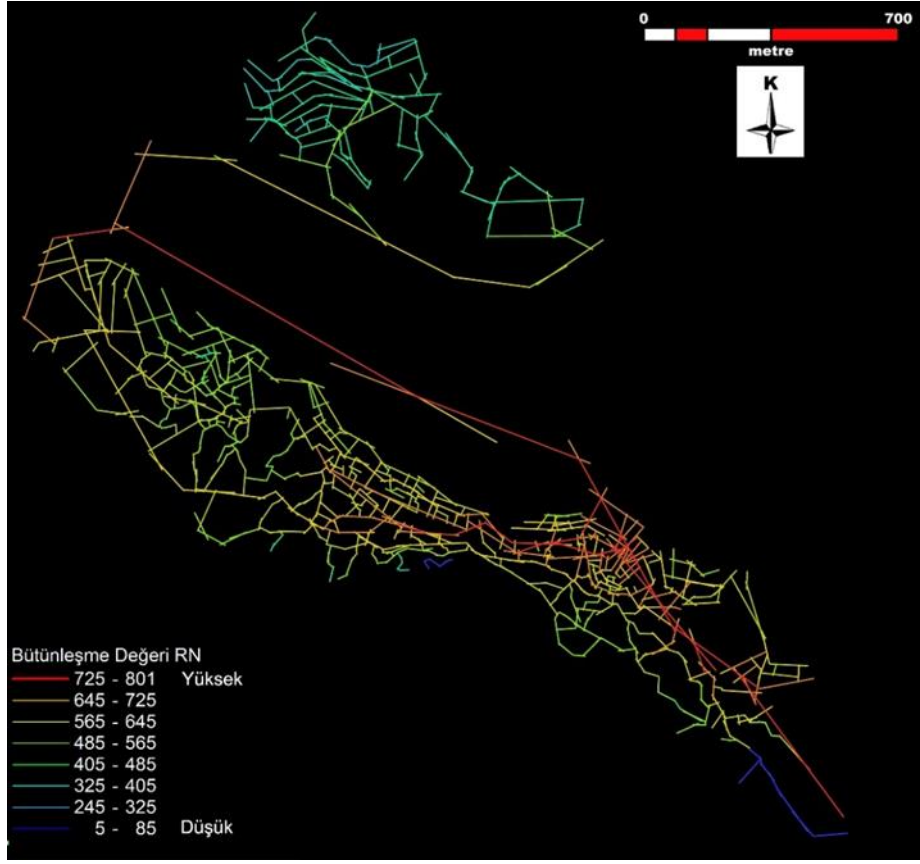 0 700
metre
K
Bütünleşme Değeri RN
725 - 801 Yüksek
645 - 725
565 - 645
485 - 565
405 - 485
325 - 405
245 - 325
5 - 85 Düşük